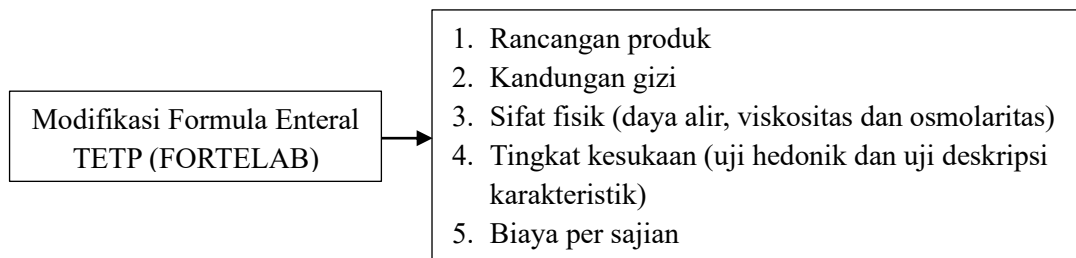 Modifikasi Formula Enteral
TETP (FORTELAB)
1. Rancangan produk
2. Kandungan gizi
3. Sifat fisik (daya alir, viskositas dan osmolaritas)
4. Tingkat kesukaan (uji hedonik dan uji deskripsi
karakteristik)
5. Biaya per sajian